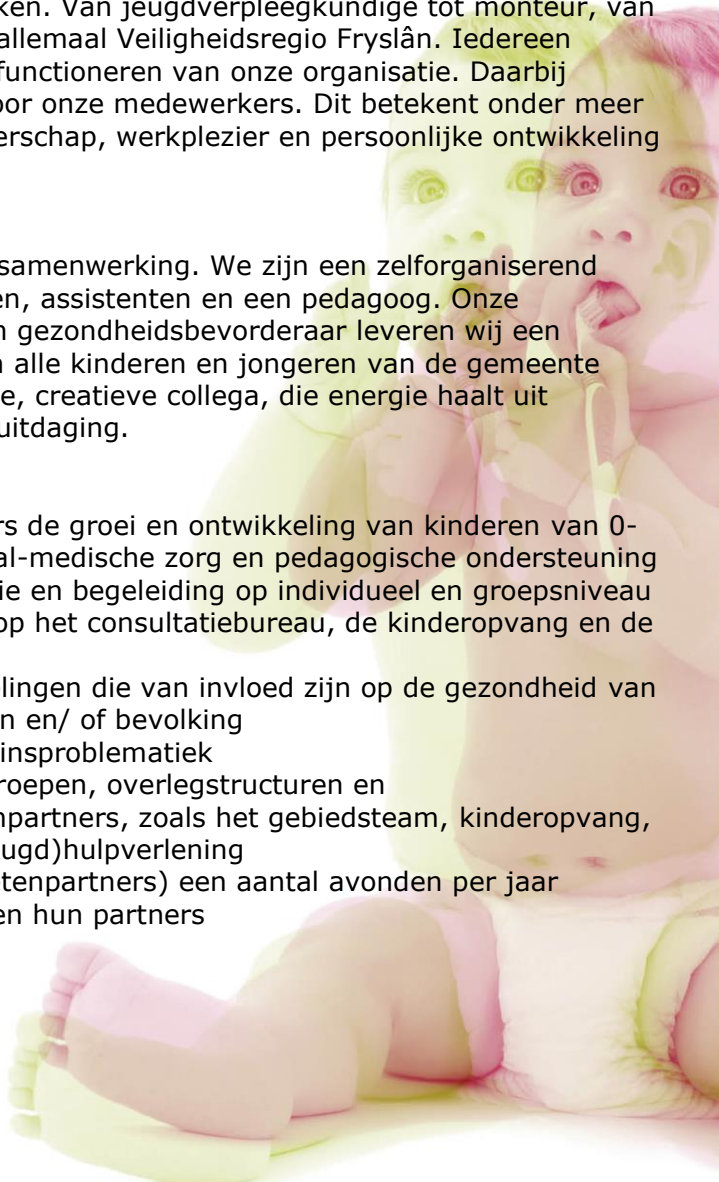 ken. Van jeugdverpleegkundige tot monteur, van
allemaal Veiligheidsregio Fryslân. Iedereen
functioneren van onze organisatie. Daarbij
oor onze medewerkers. Dit betekent onder meer
erschap, werkplezier en persoonlijke ontwikkeling
samenwerking. We zijn een zelforganiserend
en, assistenten en een pedagoog. Onze
n gezondheidsbevorderaar leveren wij een
n alle kinderen en jongeren van de gemeente
e, creatieve collega, die energie haalt uit
uitdaging.
rs de groei en ontwikkeling van kinderen van 0-
al-medische zorg en pedagogische ondersteuning
ie en begeleiding op individueel en groepsniveau
op het consultatiebureau, de kinderopvang en de
elingen die van invloed zijn op de gezondheid van
n en/ of bevolking
insproblematiek
roepen, overlegstructuren en
npartners, zoals het gebiedsteam, kinderopvang,
ugd)hulpverlening
etenpartners) een aantal avonden per jaar
en hun partners